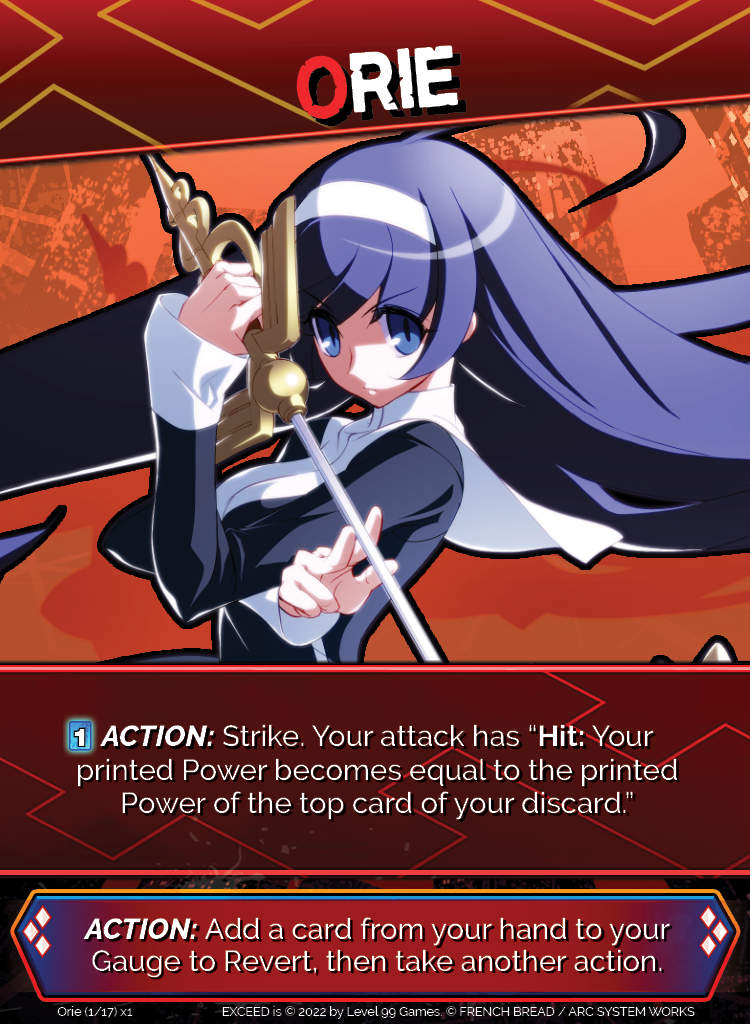 ORIE
1 ACTION: Strike. Your attack has “Hit: Your
printed Power becomes equal to the printed
Power of the top card of your discard.”
ACTION: Add a card from your hand to your
Gauge to Revert, then take another action.
Orie (1/17) x1 EXCEED is © 2022 by Level 99 Games, © FRENCH BREAD / ARC SYSTEM WORKS